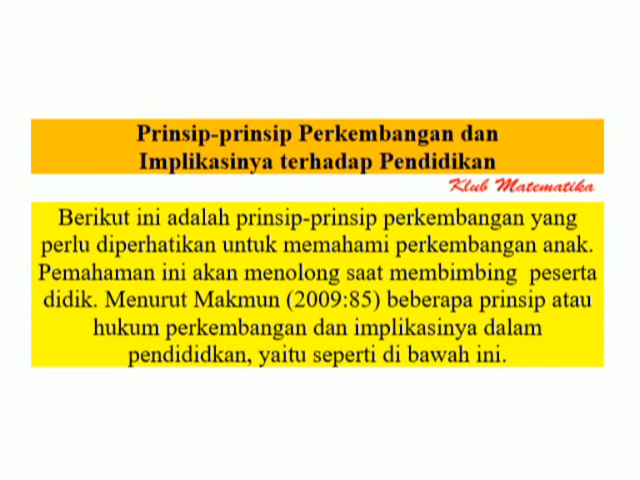 Prinsip-prinsip Perkembangan dan
Implikasinya terhadap Pendidikan
Klub Matematika
Berikut ini adalah prinsip-prinsip perkembangan yang
perlu diperhatikan untuk memahami perkembangan anak.
Pemahaman ini akan menolong saat membimbing peserta
didik. Menurut Makmun (2009:85) beberapa prinsip atau
hukum perkembangan dan implikasinya dalam
pendididkan, yaitu seperti di bawah ini.